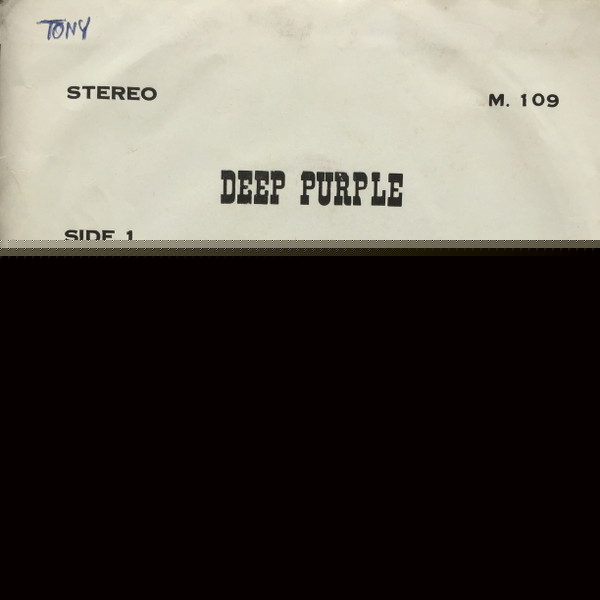 TONY
STEREO M. 109
DEEP PURPLE
SIDE 1